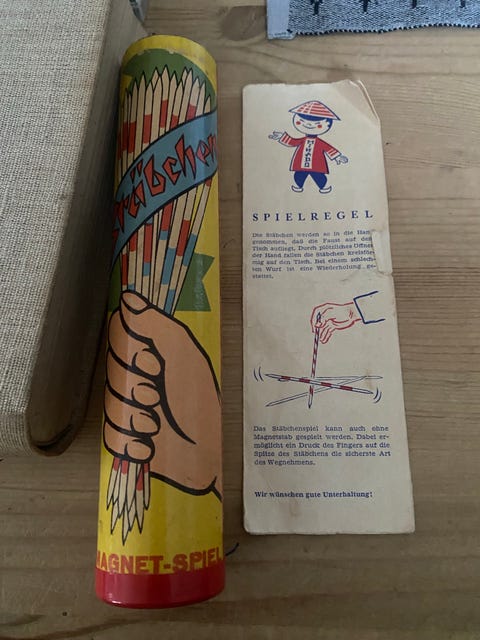 Stäbchen
MAGNET-SPIEL
MIKADO
SPIELREGEL
Die Stäbchen werden so in die Hand
genommen, daß die Faust auf dem
Tisch aufliegt. Durch plötzliches Öffnen
der Hand fallen die Stäbchen kreisför-
mig auf den Tisch. Bei einem schlech-
ten Wurf ist eine Wiederholung ge-
stattet.
Das Stäbchenspiel kann auch ohne
Magnetstab gespielt werden. Dabei er-
möglicht ein Druck des Fingers auf die
Spitze des Stäbchens die sicherste Art
des Wegnehmens.
Wir wünschen gute Unterhaltung!